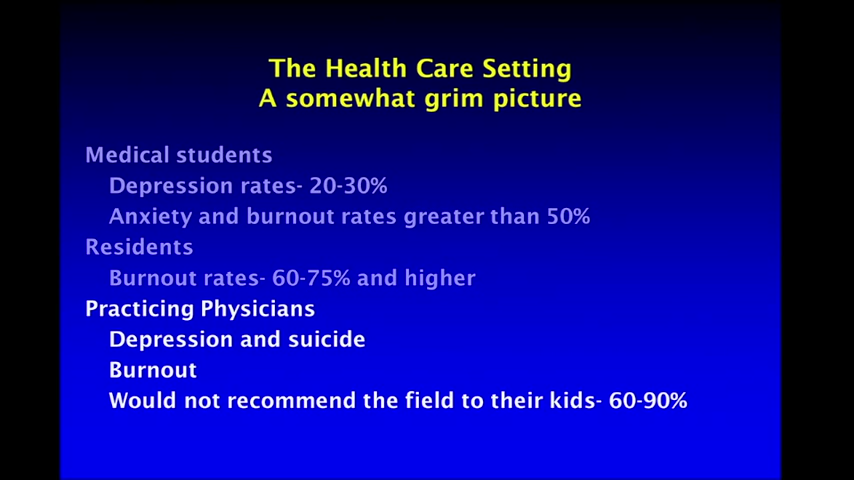 The Health Care Setting
A somewhat grim picture
Medical students
Depression rates- 20-30%
Anxiety and burnout rates greater than 50%
Residents
Burnout rates- 60-75% and higher
Practicing Physicians
Depression and suicide
Burnout
Would not recommend the field to their kids- 60-90%